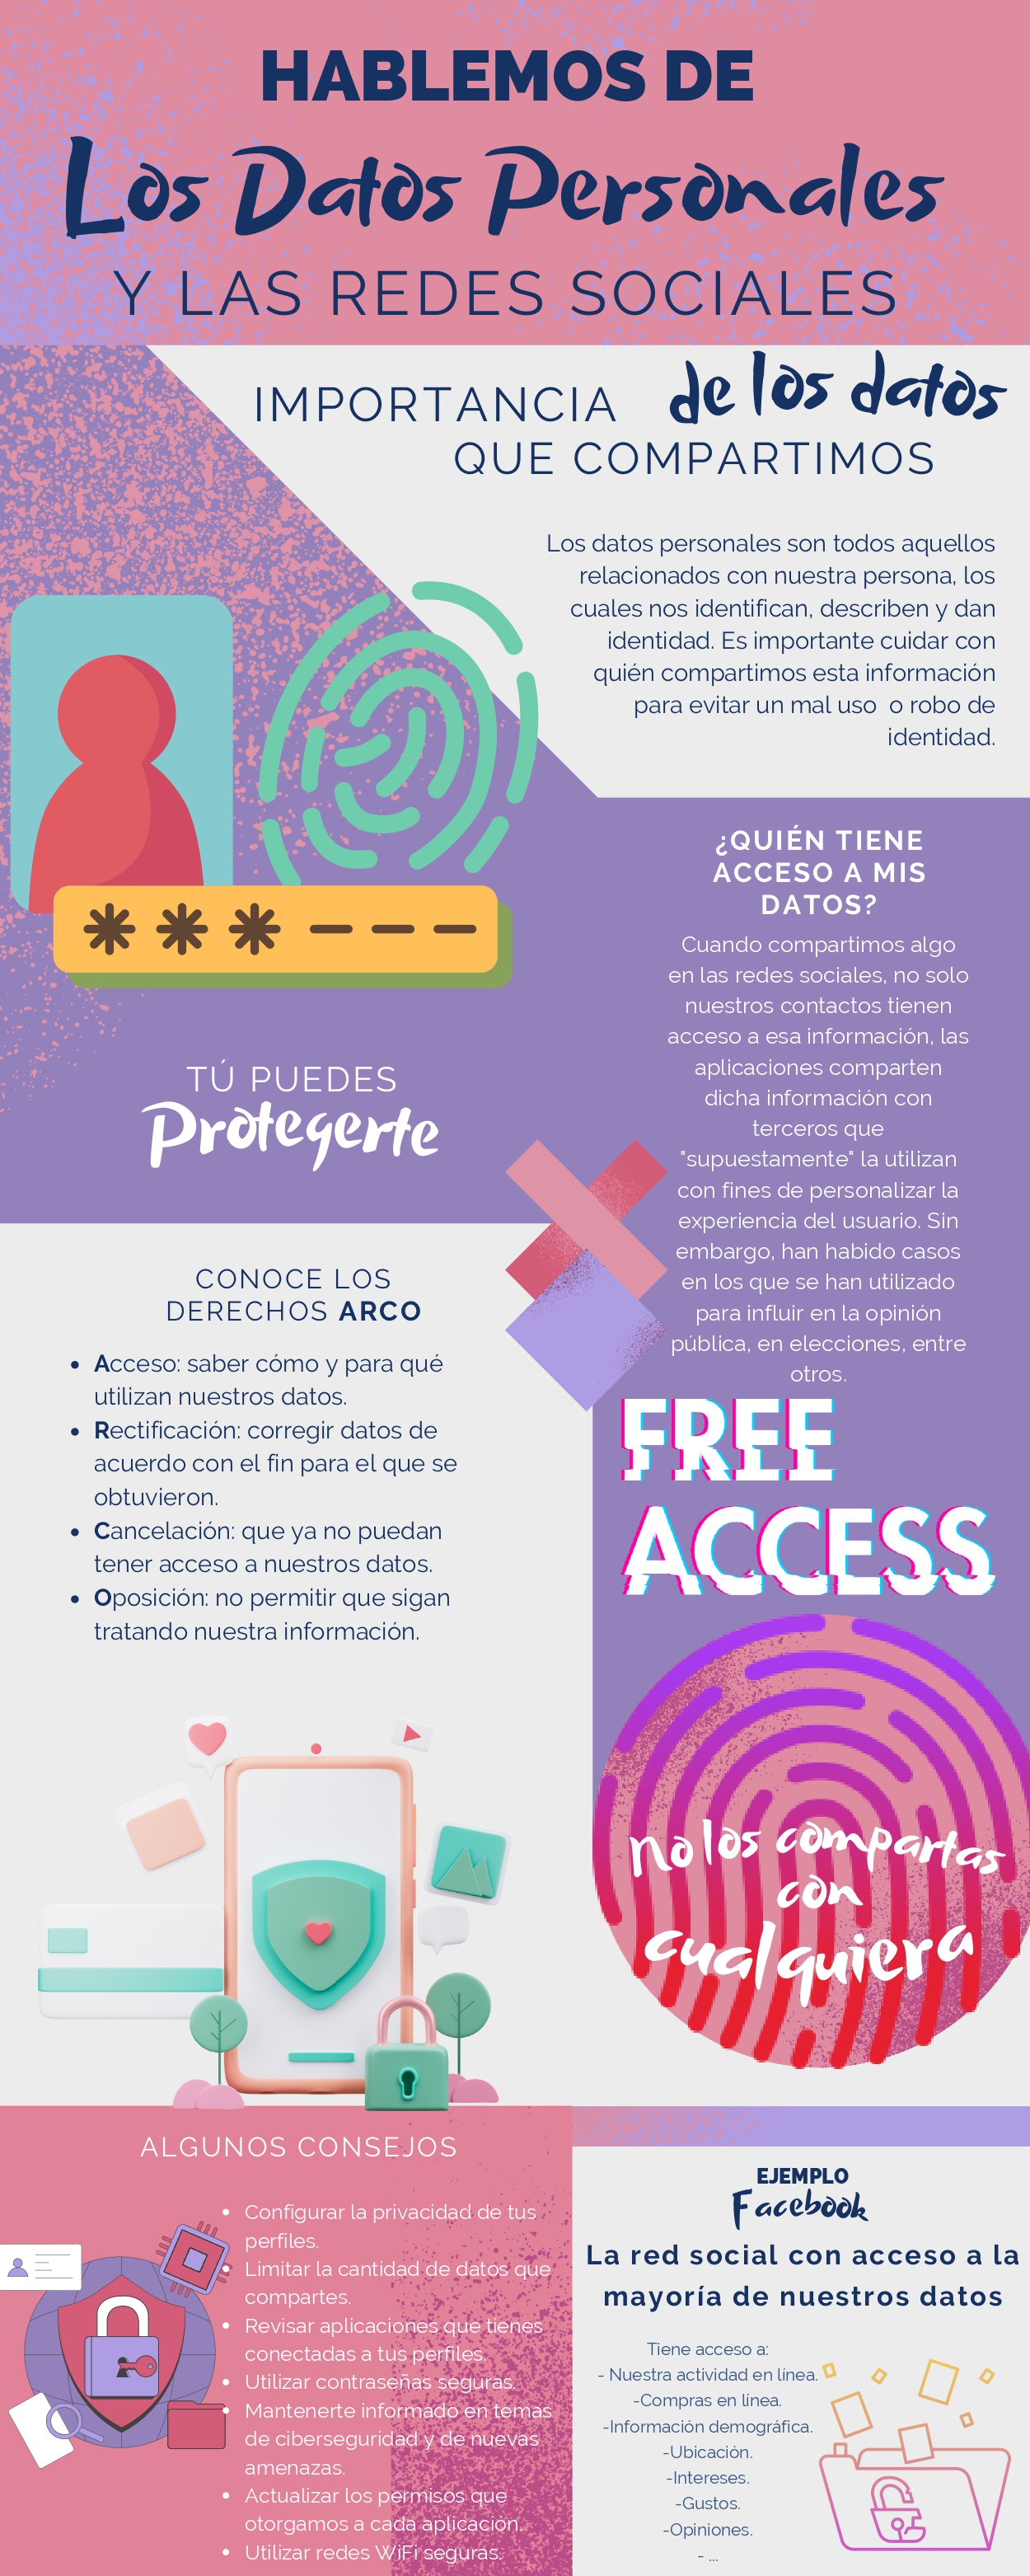 HABLEMOS DE
Los Datos Personales
Y LAS REDES SOCIALES
IMPORTANCIA de los datos
QUE COMPARTIMOS
Los datos personales son todos aquellos
relacionados con nuestra persona, los
cuales nos identifican, describen y dan
identidad. Es importante cuidar con
quién compartimos esta información
para evitar un mal uso o robo de
identidad.
¿QUIÉN TIENE
ACCESO A MIS
DATOS?
Cuando compartimos algo
en las redes sociales, no solo
nuestros contactos tienen
acceso a esa información, las
aplicaciones comparten
dicha información con
terceros que
"supuestamente" la utilizan
con fines de personalizar la
experiencia del usuario. Sin
embargo, han habido casos
en los que se han utilizado
para influir en la opinión
pública, en elecciones, entre
otros.
FREE
ACCESS
no los compartas
con
cualquiera
TÚ PUEDES
Protegerte
CONOCE LOS
DERECHOS ARCO
• Acceso: saber cómo y para qué
utilizan nuestros datos.
• Rectificación: corregir datos de
acuerdo con el fin para el que se
obtuvieron.
• Cancelación: que ya no puedan
tener acceso a nuestros datos.
• Oposición: no permitir que sigan
tratando nuestra información.
ALGUNOS CONSEJOS
• Configurar la privacidad de tus
perfiles.
• Limitar la cantidad de datos que
compartes.
• Revisar aplicaciones que tienes
conectadas a tus perfiles.
• Utilizar contraseñas seguras.
• Mantenerte informado en temas
de ciberseguridad y de nuevas
amenazas.
• Actualizar los permisos que
otorgamos a cada aplicación.
• Utilizar redes WiFi seguras.
EJEMPLO
Facebook
La red social con acceso a la
mayoría de nuestros datos
Tiene acceso a:
- Nuestra actividad en línea.
-Compras en línea.
-Información demográfica.
-Ubicación.
-Intereses.
-Gustos.
-Opiniones.
- ...